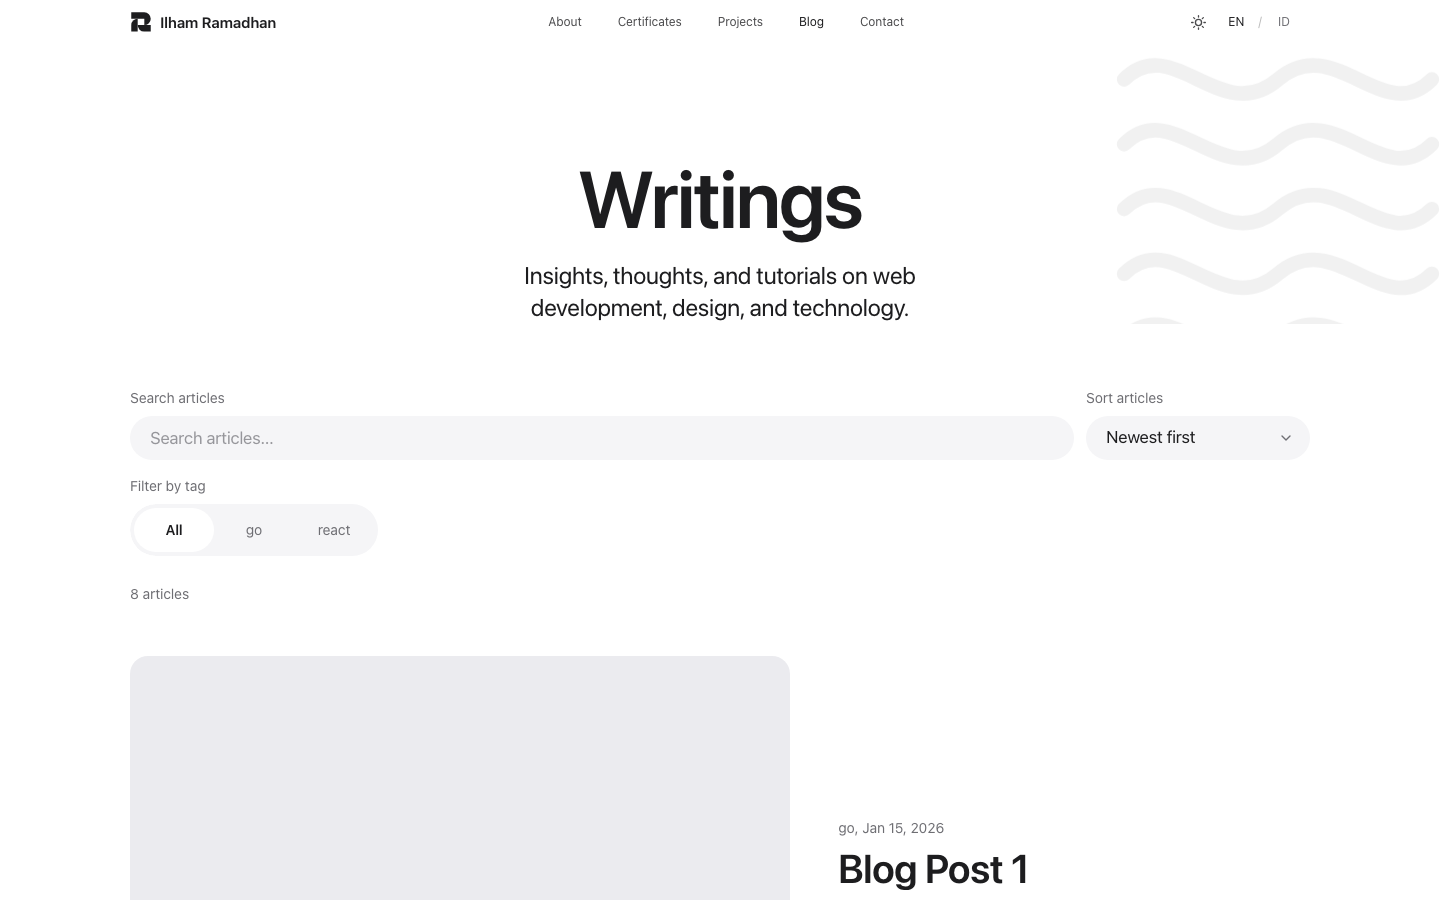 Ilham Ramadhan
About
Certificates
Projects
Blog
Contact
EN / ID
Writings
Insights, thoughts, and tutorials on web
development, design, and technology.
Search articles
Search articles...
Sort articles
Newest first
Filter by tag
All
go
react
8 articles
go, Jan 15, 2026
Blog Post 1